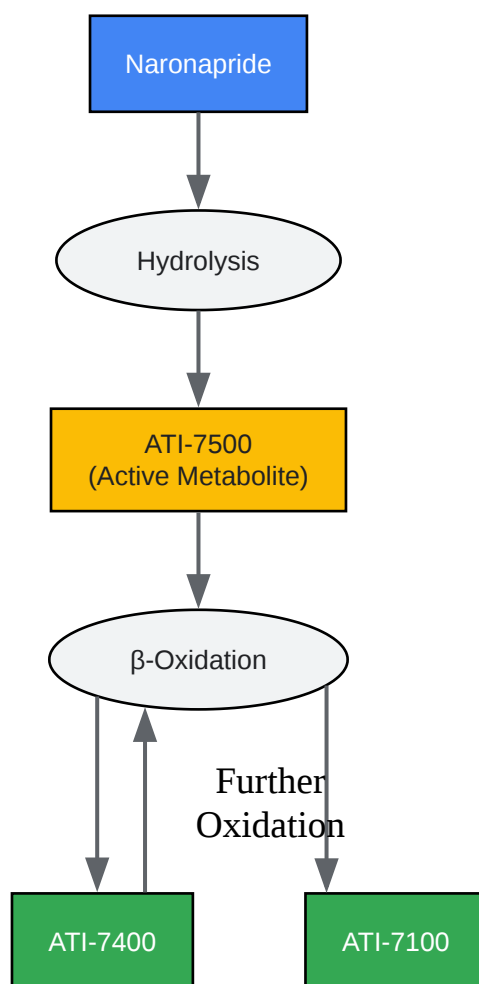 Naronapride
Hydrolysis
ATI-7500
(Active Metabolite)
β-Oxidation
Further
Oxidation
ATI-7400
ATI-7100